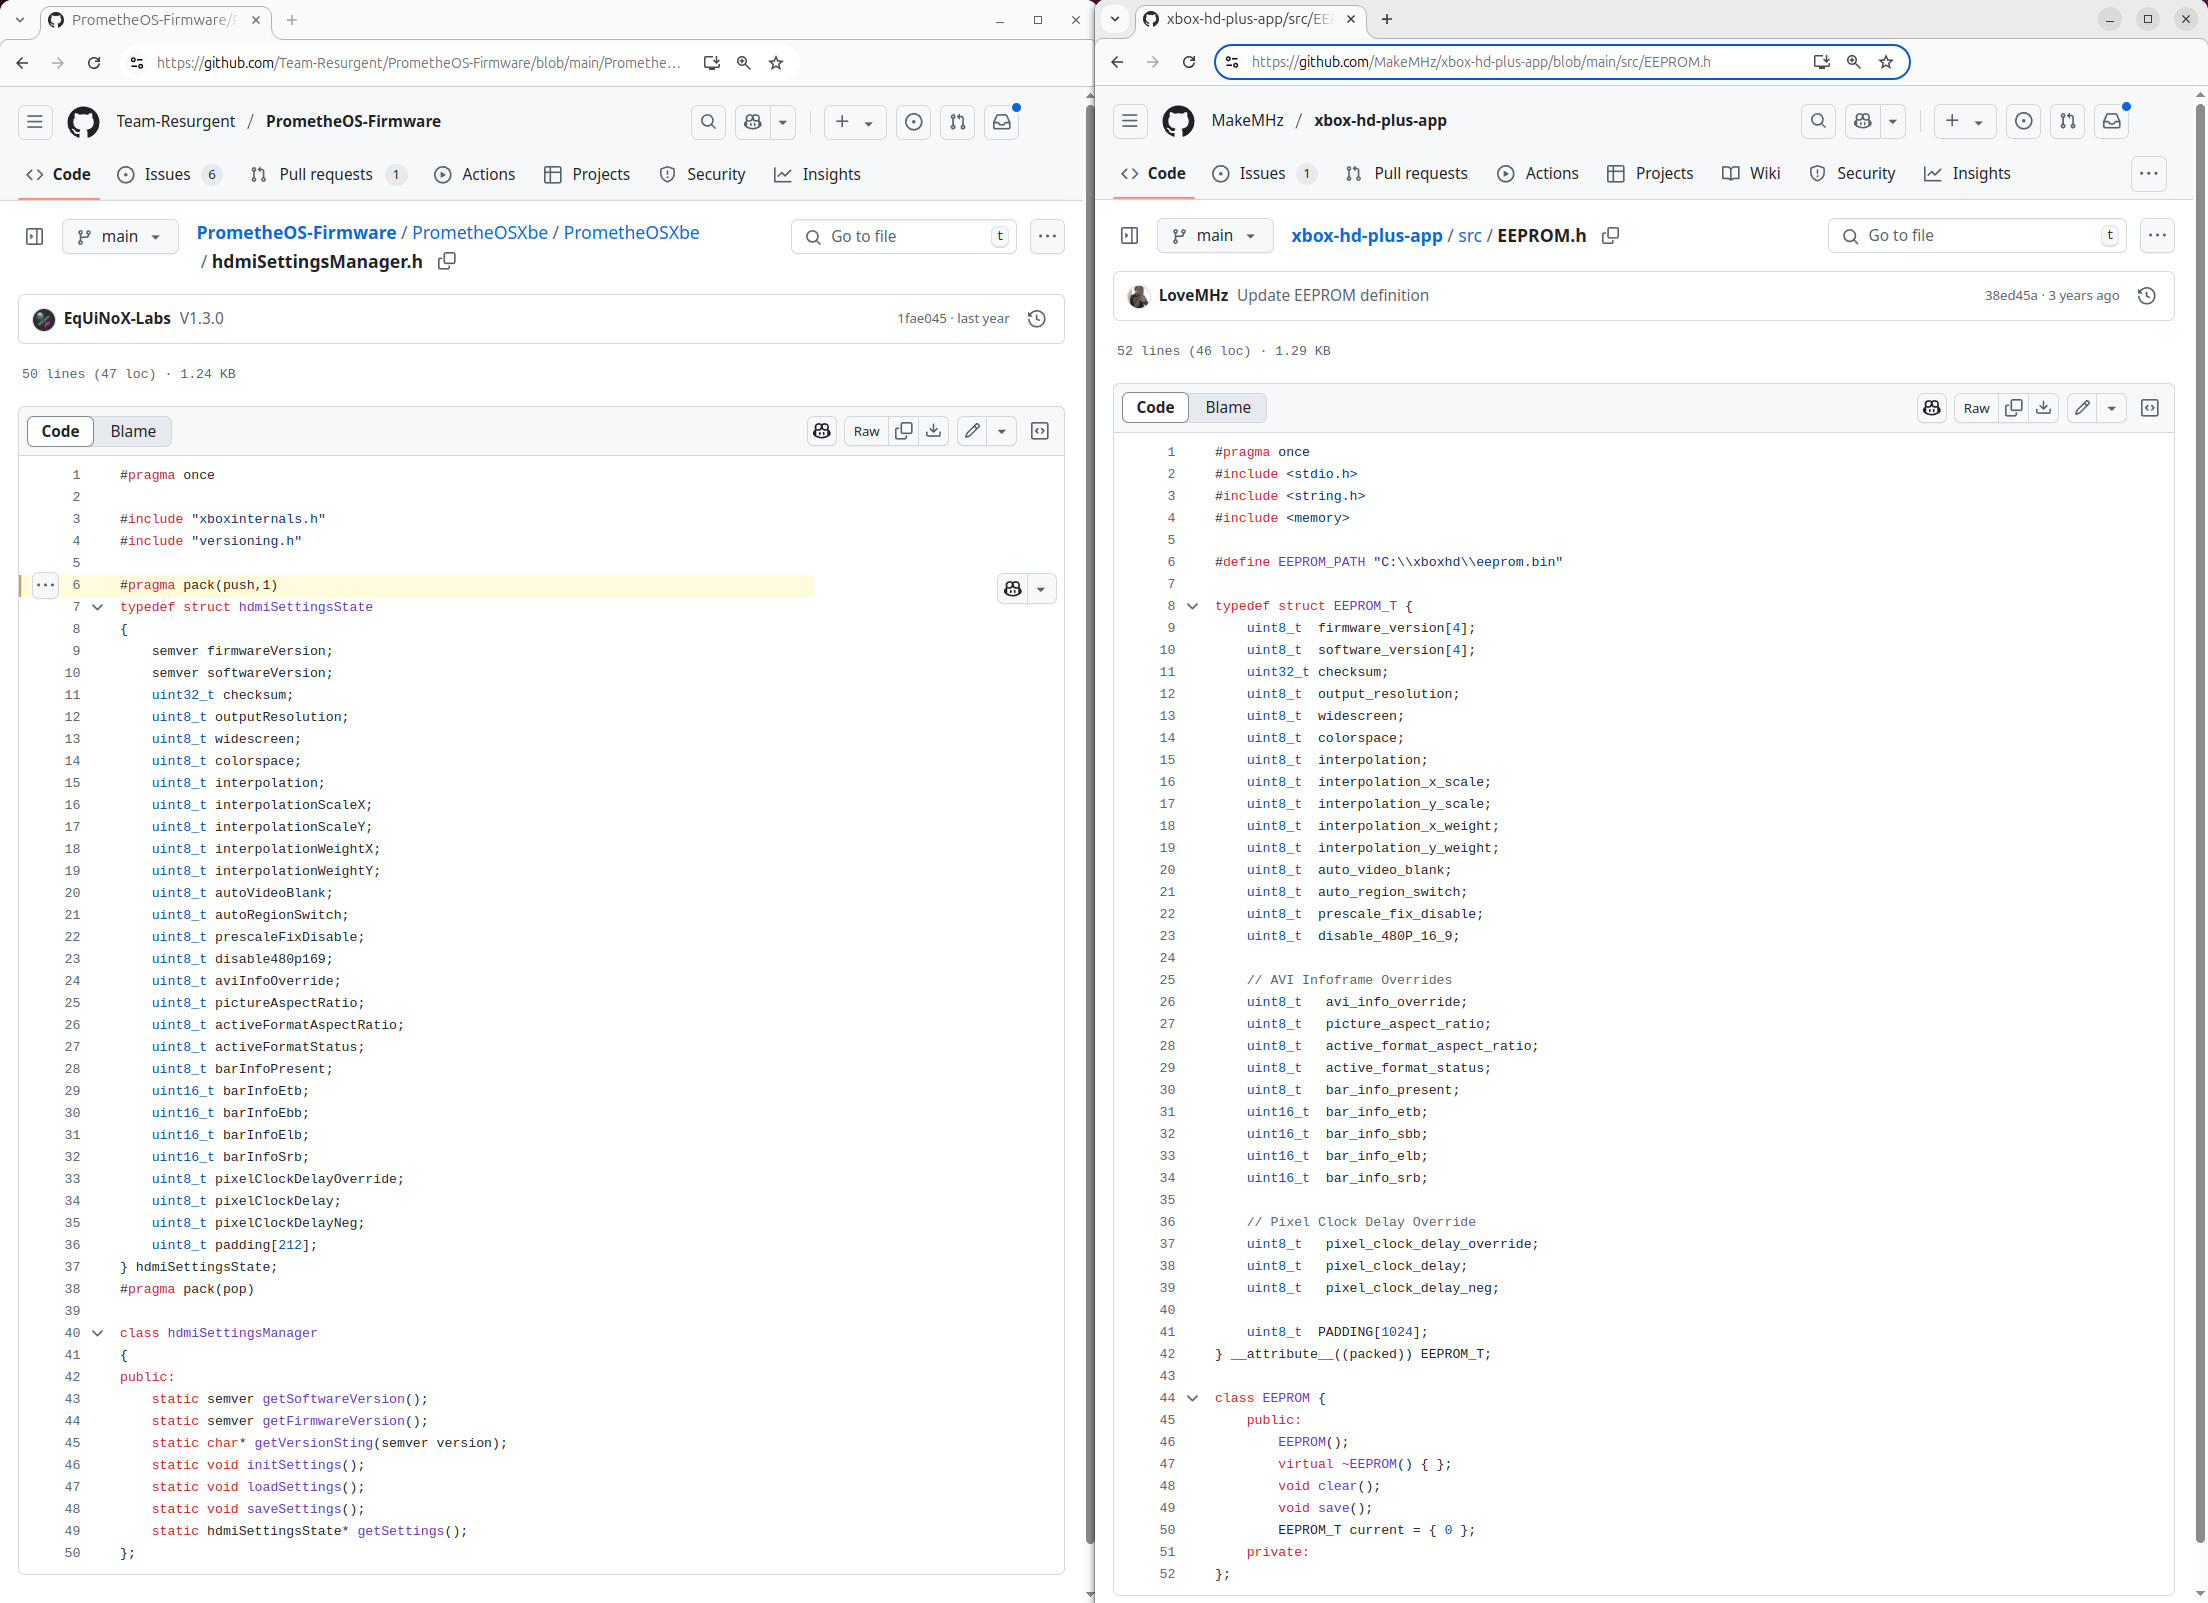 PrometheOS-Firmware/P
https://github.com/Team-Resurgent/PrometheOS-Firmware/blob/main/Promethe...
Team-Resurgent / PrometheOS-Firmware
Code Issues 6 Pull requests 1 Actions Projects Security Insights
main PrometheOS-Firmware / PrometheOSXbe / PrometheOSXbe Go to file t
/ hdmiSettingsManager.h
EqUiNoX-Labs V1.3.0 1fae045 · last year
50 lines (47 loc) · 1.24 KB
Code Blame Raw
1 #pragma once
2
3 #include "xboxinternals.h"
4 #include "versioning.h"
5
6 #pragma pack(push,1)
7 typedef struct hdmiSettingsState
8 {
9 semver firmwareVersion;
10 semver softwareVersion;
11 uint32_t checksum;
12 uint8_t outputResolution;
13 uint8_t widescreen;
14 uint8_t colorspace;
15 uint8_t interpolation;
16 uint8_t interpolationScaleX;
17 uint8_t interpolationScaleY;
18 uint8_t interpolationWeightX;
19 uint8_t interpolationWeightY;
20 uint8_t autoVideoBlank;
21 uint8_t autoRegionSwitch;
22 uint8_t prescaleFixDisable;
23 uint8_t disable480p169;
24 uint8_t aviInfoOverride;
25 uint8_t pictureAspectRatio;
26 uint8_t activeFormatAspectRatio;
27 uint8_t activeFormatStatus;
28 uint8_t barInfoPresent;
29 uint16_t barInfoEtb;
30 uint16_t barInfoEbb;
31 uint16_t barInfoElb;
32 uint16_t barInfoSrb;
33 uint8_t pixelClockDelayOverride;
34 uint8_t pixelClockDelay;
35 uint8_t pixelClockDelayNeg;
36 uint8_t padding[212];
37 } hdmiSettingsState;
38 #pragma pack(pop)
39
40 class hdmiSettingsManager
41 {
42 public:
43 static semver getSoftwareVersion();
44 static semver getFirmwareVersion();
45 static char* getVersionSting(semver version);
46 static void initSettings();
47 static void loadSettings();
48 static void saveSettings();
49 static hdmiSettingsState* getSettings();
50 };
xbox-hd-plus-app/src/EEP
https://github.com/MakeMHz/xbox-hd-plus-app/blob/main/src/EEPROM.h
MakeMHz / xbox-hd-plus-app
Code Issues 1 Pull requests Actions Projects Wiki Security Insights
main xbox-hd-plus-app / src / EEPROM.h Go to file t
LoveMHz Update EEPROM definition 38ed45a · 3 years ago
52 lines (46 loc) · 1.29 KB
Code Blame Raw
1 #pragma once
2 #include <stdio.h>
3 #include <string.h>
4 #include <memory>
5
6 #define EEPROM_PATH "C:\\xboxhd\\eeprom.bin"
7
8 typedef struct EEPROM_T {
9 uint8_t firmware_version[4];
10 uint8_t software_version[4];
11 uint32_t checksum;
12 uint8_t output_resolution;
13 uint8_t widescreen;
14 uint8_t colorspace;
15 uint8_t interpolation;
16 uint8_t interpolation_x_scale;
17 uint8_t interpolation_y_scale;
18 uint8_t interpolation_x_weight;
19 uint8_t interpolation_y_weight;
20 uint8_t auto_video_blank;
21 uint8_t auto_region_switch;
22 uint8_t prescale_fix_disable;
23 uint8_t disable_480P_16_9;
24
25 // AVI Infoframe Overrides
26 uint8_t avi_info_override;
27 uint8_t picture_aspect_ratio;
28 uint8_t active_format_aspect_ratio;
29 uint8_t active_format_status;
30 uint8_t bar_info_present;
31 uint16_t bar_info_etb;
32 uint16_t bar_info_sbb;
33 uint16_t bar_info_elb;
34 uint16_t bar_info_srb;
35
36 // Pixel Clock Delay Override
37 uint8_t pixel_clock_delay_override;
38 uint8_t pixel_clock_delay;
39 uint8_t pixel_clock_delay_neg;
40
41 uint8_t PADDING[1024];
42 } __attribute__((packed)) EEPROM_T;
43
44 class EEPROM {
45 public:
46 EEPROM();
47 virtual ~EEPROM() { };
48 void clear();
49 void save();
50 EEPROM_T current = { 0 };
51 private:
52 };